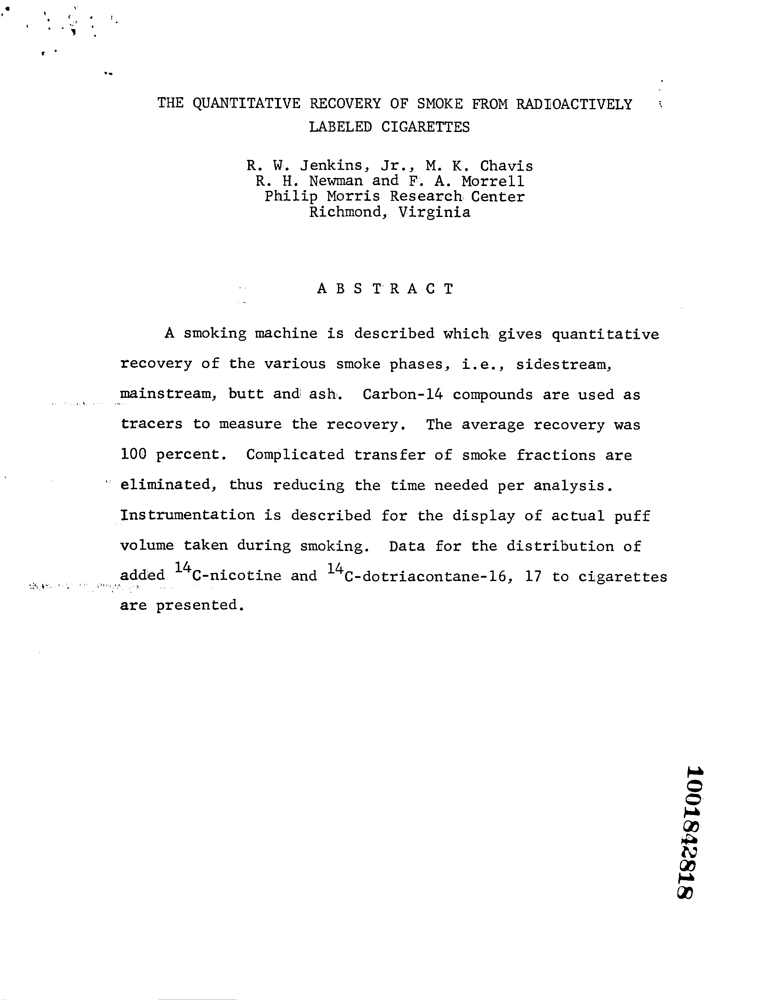 THE QUANTITATIVE RECOVERY OF SMOKE FROM RADIOACTIVELY
LABELED CIGARETTES
R. W. Jenkins, Jr., M. K. Chavis
R. H. Newman and F. A. Morrell
Philip Morris Research Center
Richmond, Virginia
A B S T R A C T
A smoking machine is described which gives quantitative
recovery of the various smoke phases, i.e., sidestream,
mainstream, butt and ash. Carbon-14 compounds are used as
tracers to measure the recovery. The average recovery was
100 percent. Complicated transfer of smoke fractions are
eliminated, thus reducing the time needed per analysis.
Instrumentation is described for the display of actual puff
volume taken during smoking. Data for the distribution of
added 14C-nicotine and 14C-dotriacontane-16, 17 to cigarettes
are presented.
1001842818